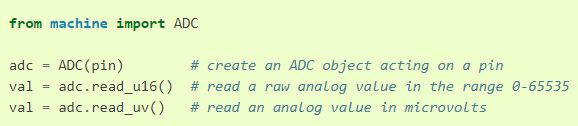 from machine import ADC
adc = ADC(pin)        # create an ADC object acting on a pin
val = adc.read_u16()  # read a raw analog value in the range 0-65535
val = adc.read_uv()   # read an analog value in microvolts